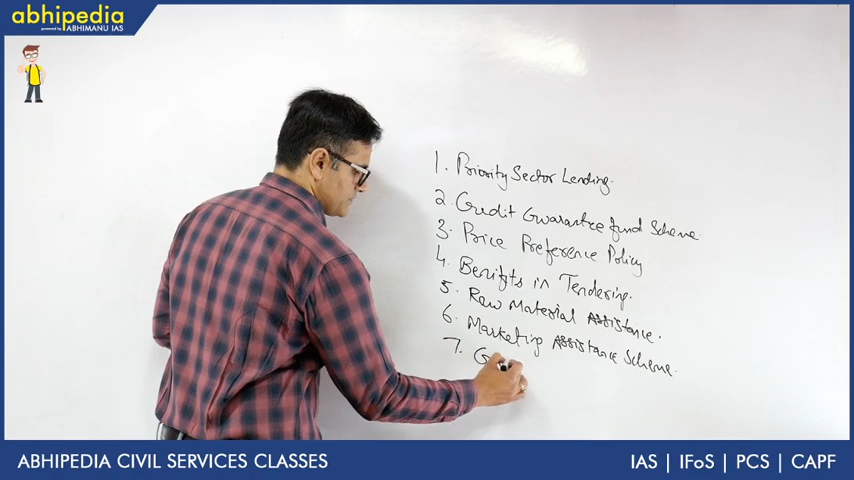 abhipedia
powered by ABHIMANU IAS
1. Priority Sector Lending.
2. Credit Guarantee fund Scheme
3. Price Preference Policy
4. Benifits in Tendering.
5. Raw Material Assistance.
6. Marketing Assistance Scheme.
7. G
ABHIPEDIA CIVIL SERVICES CLASSES
IAS | IFoS | PCS | CAPF